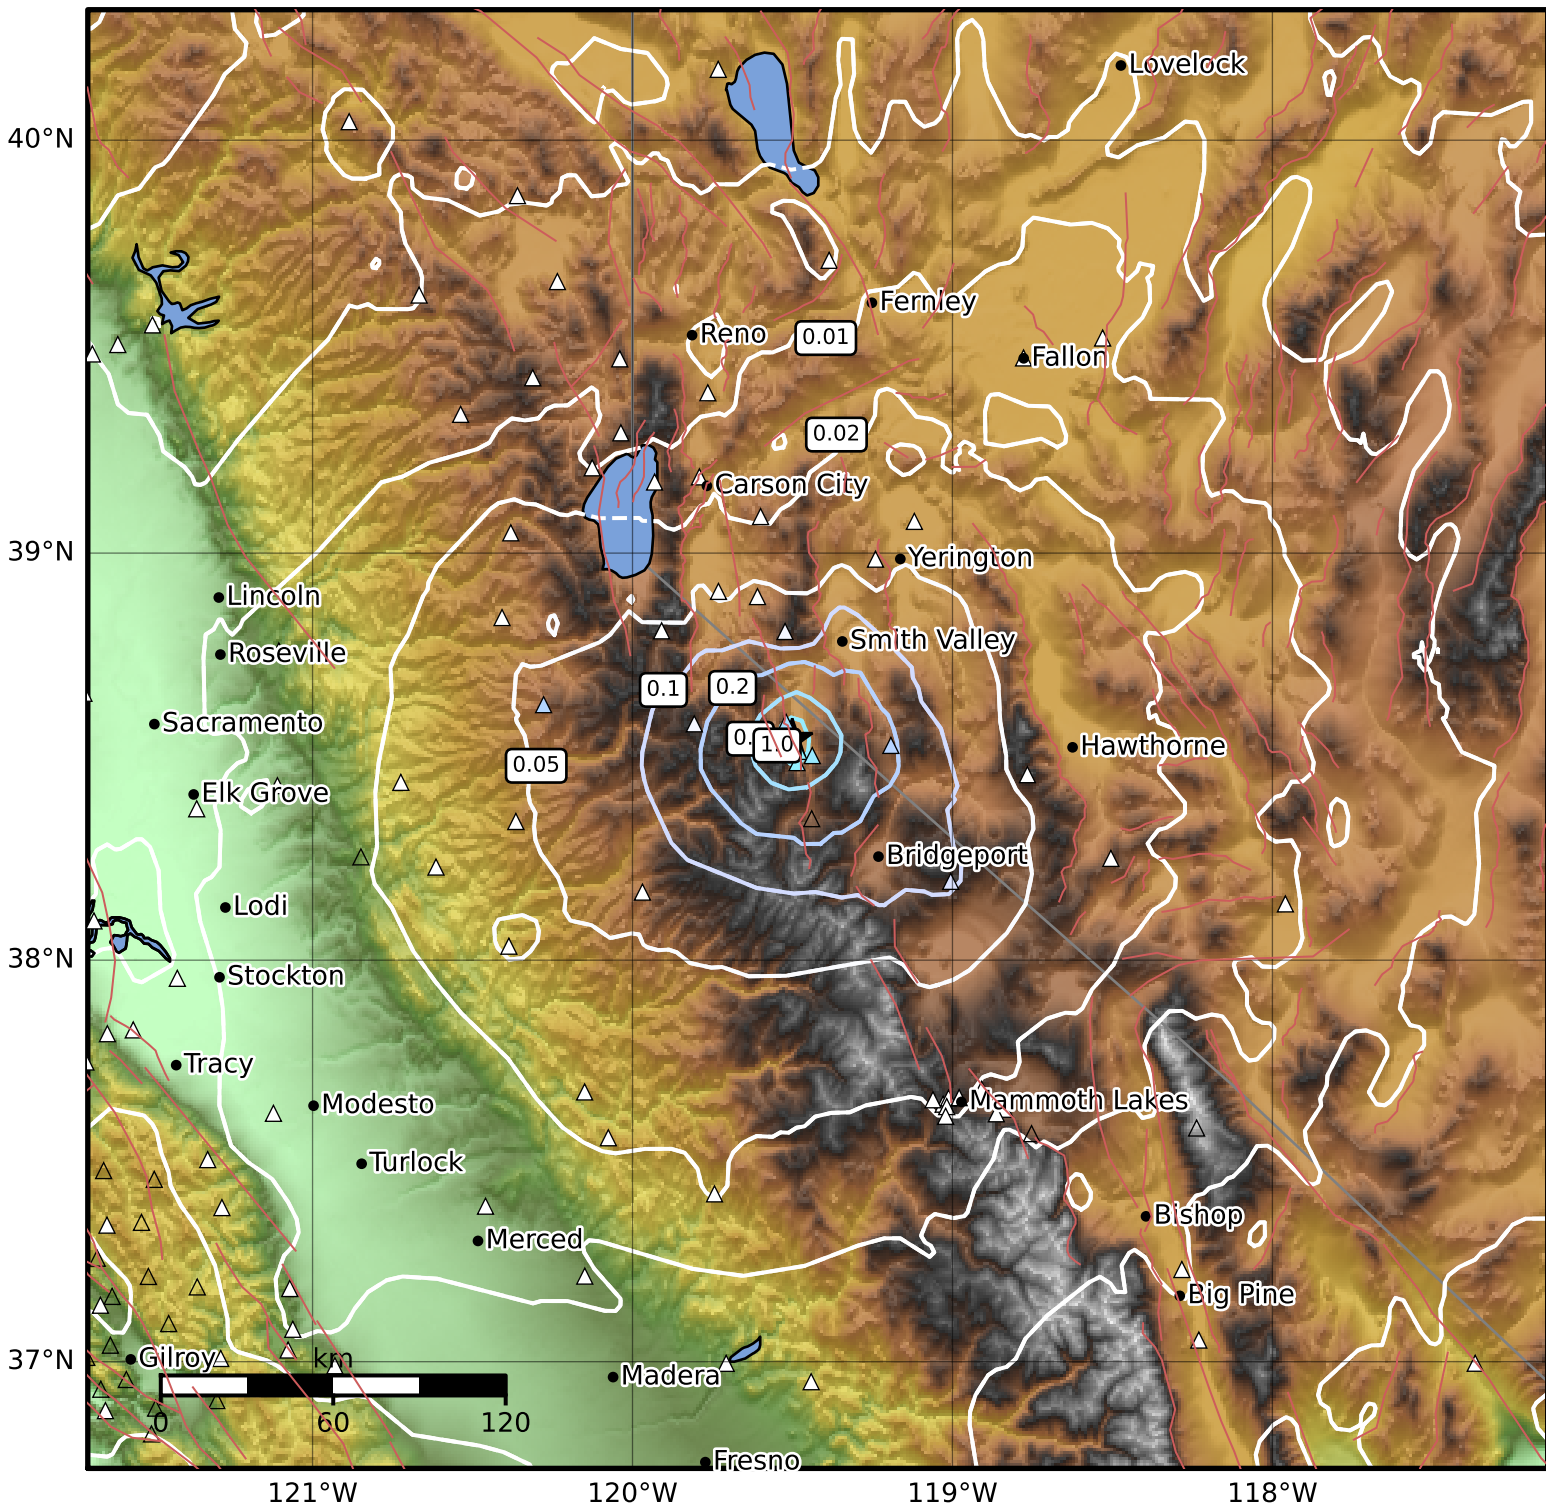 Lovelock
40°N
Fernley
Reno
0.01
Fallon
0.02
Carson City
39°N
Yerington
Lincoln
Smith Valley
Roseville
0.1
0.2
Sacramento
0.
1.0
Hawthorne
0.05
Elk Grove
Bridgeport
Lodi
38°N
Stockton
Tracy
Mammoth Lakes
Modesto
Turlock
Bishop
Merced
Big Pine
37°N
Gilroy
km
Madera
0
60
120
Fresno
121°W
120°W
119°W
118°W